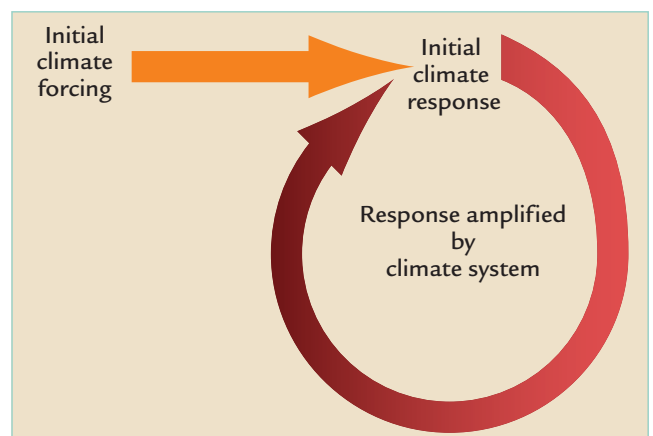 Initial
climate
forcing
Initial
climate
response
Response amplified
by
climate system